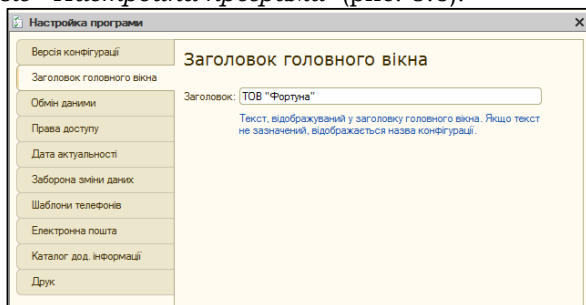 Настройка програми
Версія конфігурації
Заголовок головного вікна
Обмін даними
Права доступу
Дата актуальності
Заборона зміни даних
Шаблони телефонів
Електронна пошта
Каталог дод. інформації
Друк
Заголовок головного вікна
Заголовок: ТОВ "Фортуна"
Текст, відображуваний у заголовку головного вікна. Якщо текст
не зазначений, відображається назва конфігурації.